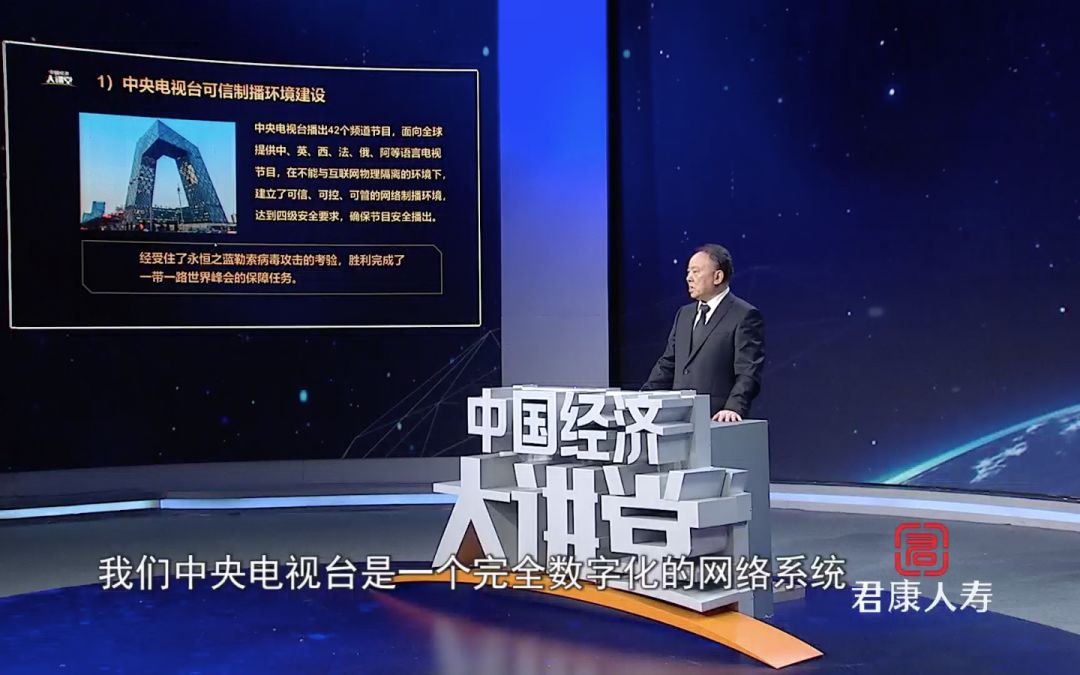 中国经济
大讲堂
1）中央电视台可信制播环境建设
中央电视台播出42个频道节目，面向全球
提供中、英、西、法、俄、阿等语言电视
节目，在不能与互联网物理隔离的环境下，
建立了可信、可控、可管的网络制播环境，
达到四级安全要求，确保节目安全播出。
经受住了永恒之蓝勒索病毒攻击的考验，胜利完成了
一带一路世界峰会的保障任务。
中国经济
大讲堂
我们中央电视台是一个完全数字化的网络系统
君康人寿